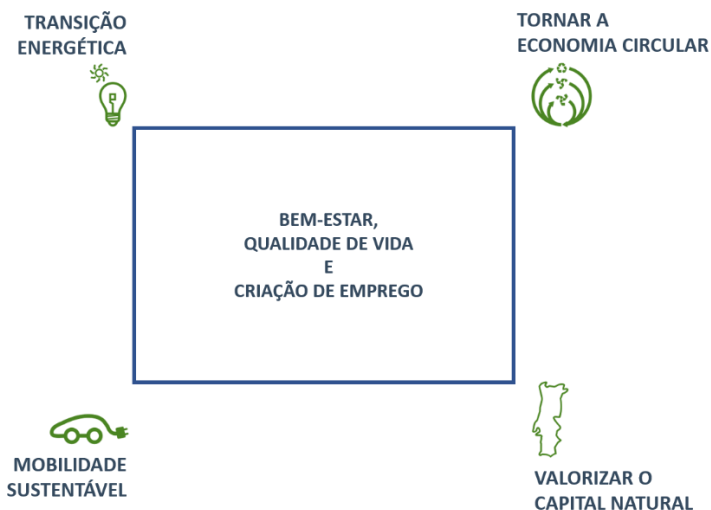 TRANSIÇÃO
ENERGÉTICA
TORNAR A
ECONOMIA CIRCULAR
BEM-ESTAR,
QUALIDADE DE VIDA
E
CRIAÇÃO DE EMPREGO
MOBILIDADE
SUSTENTÁVEL
VALORIZAR O
CAPITAL NATURAL